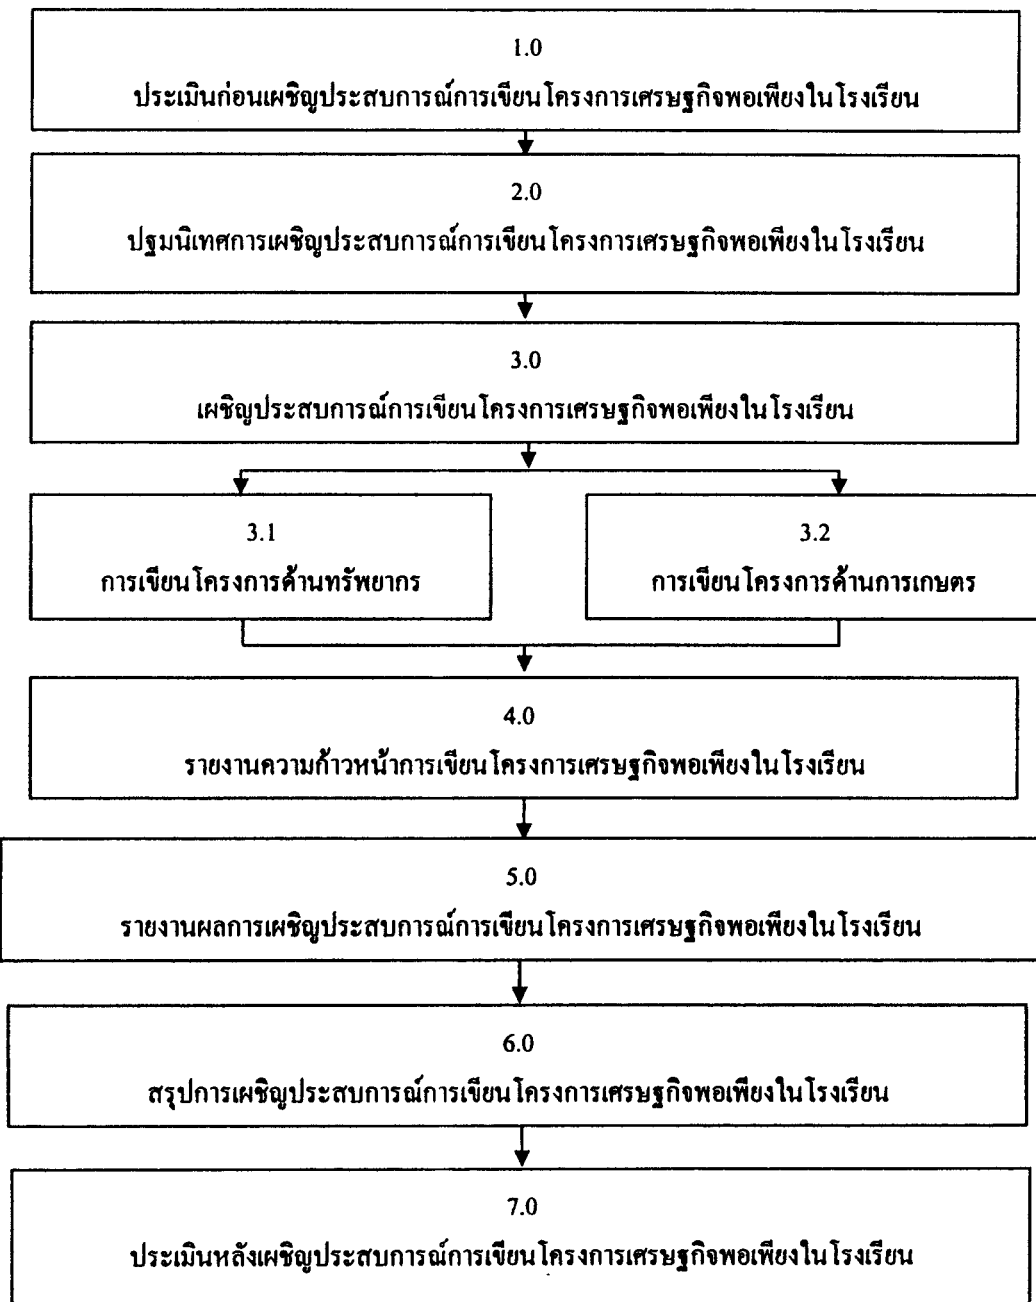 1.0
ประเมินก่อนเผชิญประสบการณ์การเขียนโครงการเศรษฐกิจพอเพียงในโรงเรียน
2.0
ปฐมนิเทศการเผชิญประสบการณ์การเขียนโครงการเศรษฐกิจพอเพียงในโรงเรียน
3.0
เผชิญประสบการณ์การเขียนโครงการเศรษฐกิจพอเพียงในโรงเรียน
3.1
การเขียนโครงการด้านทรัพยากร
3.2
การเขียนโครงการด้านการเกษตร
4.0
รายงานความก้าวหน้าการเขียนโครงการเศรษฐกิจพอเพียงในโรงเรียน
5.0
รายงานผลการเผชิญประสบการณ์การเขียนโครงการเศรษฐกิจพอเพียงในโรงเรียน
6.0
สรุปการเผชิญประสบการณ์การเขียนโครงการเศรษฐกิจพอเพียงในโรงเรียน
7.0
ประเมินหลังเผชิญประสบการณ์การเขียนโครงการเศรษฐกิจพอเพียงในโรงเรียน